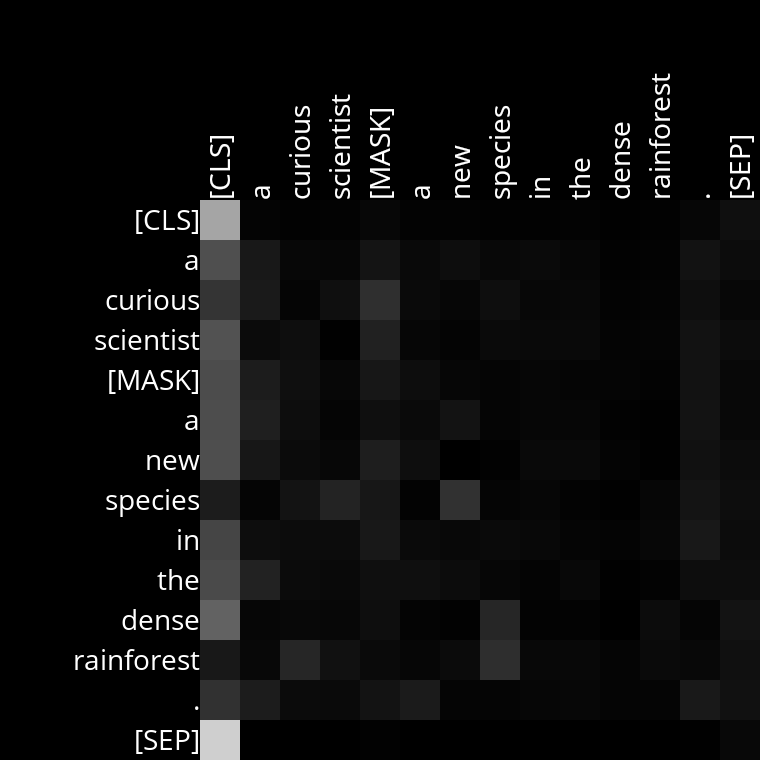 [CLS] a curious scientist [MASK] a new species in the dense rainforest . [SEP]
[CLS]
a
curious
scientist
[MASK]
a
new
species
in
the
dense
rainforest
.
[SEP]